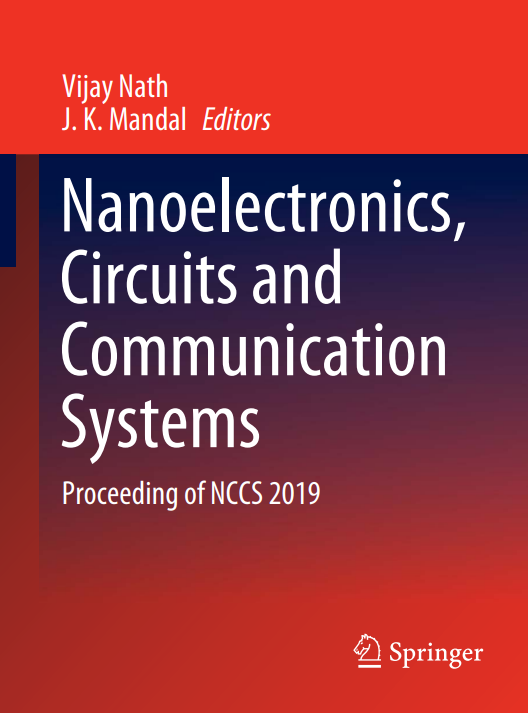 Vijay Nath
J. K. Mandal Editors
Nanoelectronics,
Circuits and
Communication
Systems
Proceeding of NCCS 2019
Springer